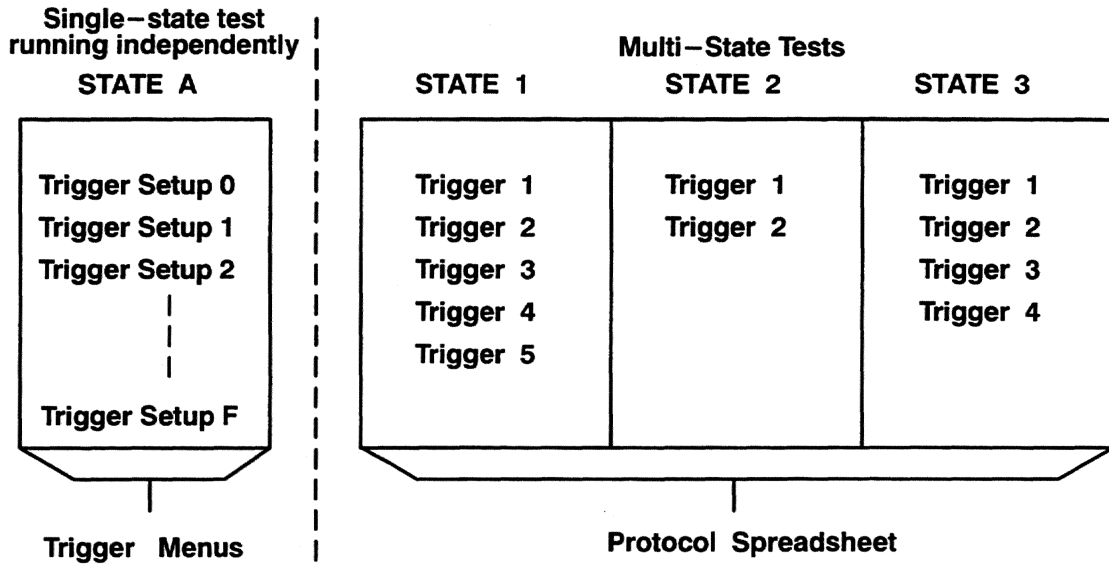 Single-state test
running independently
STATE A
Trigger Setup 0
Trigger Setup 1
Trigger Setup 2
Trigger Setup F
Trigger Menus
Multi-State Tests
STATE 1 STATE 2 STATE 3
Trigger 1 Trigger 1 Trigger 1
Trigger 2 Trigger 2 Trigger 2
Trigger 3 Trigger 3
Trigger 4 Trigger 4
Trigger 5
Protocol Spreadsheet